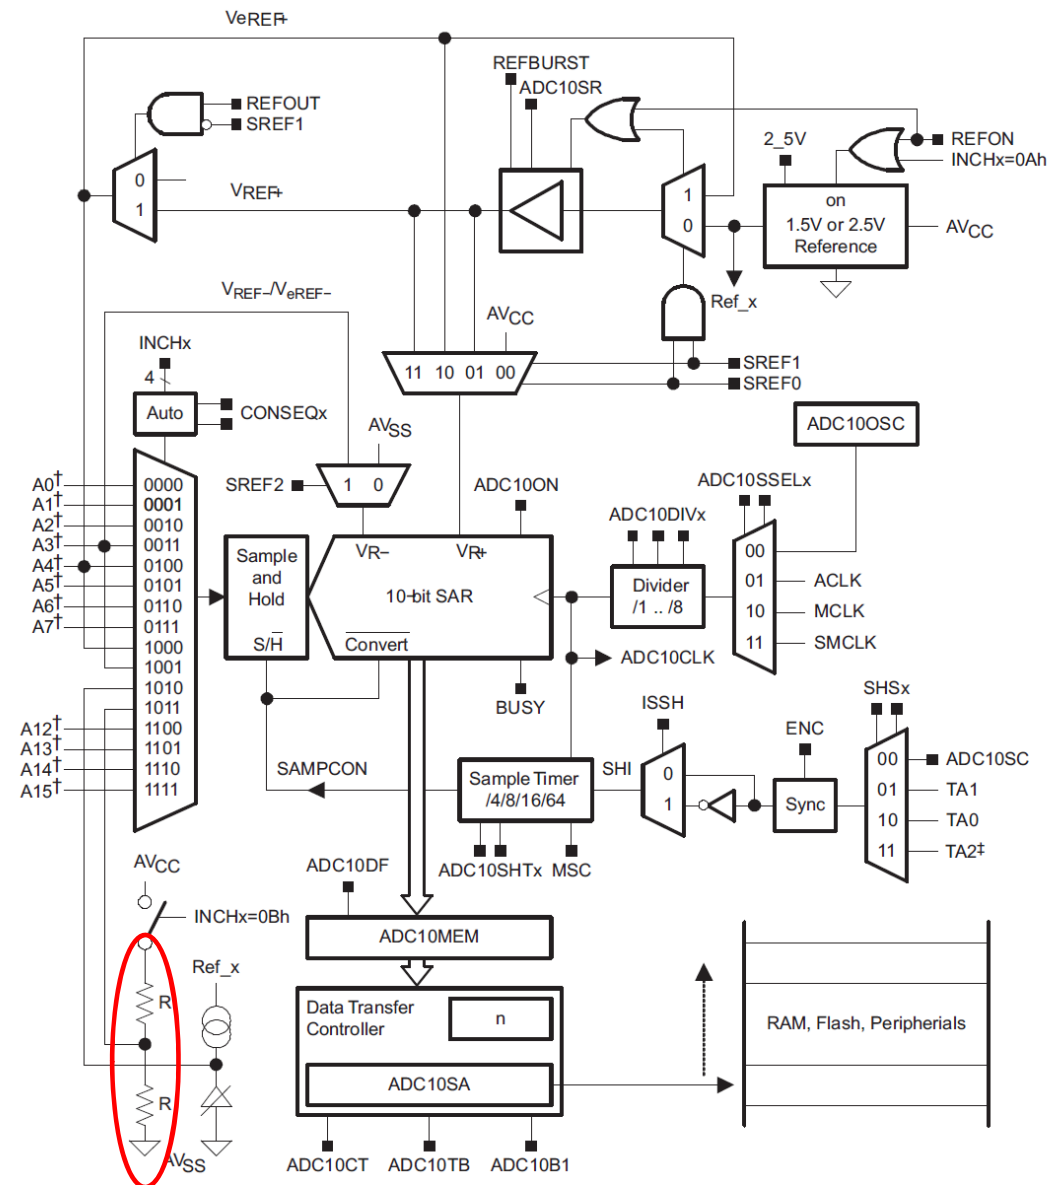 VeREF+
REFBURST
ADC10SR
REFOUT
SREF1
2_5V
REFON
INCHx=0Ah
0
1
VREF+
1
0
on
1.5V or 2.5V
Reference
AVCC
Ref_x
VREF−/VeREF−
AVCC
INCHx
4
Auto
CONSEQx
11 10 01 00
SREF1
SREF0
ADC10OSC
AVSS
SREF2
1 0
ADC10ON
ADC10SSELx
ADC10DIVx
A0† 0000
A1† 0001
A2† 0010
A3† 0011
A4† 0100
A5† 0101
A6† 0110
A7† 0111
1000
1001
1010
1011
A12† 1100
A13† 1101
A14† 1110
A15† 1111
Sample
and
Hold
S/H
VR−
VR+
10−bit SAR
Convert
Divider
/1 .. /8
00
01 ACLK
10 MCLK
11 SMCLK
ADC10CLK
BUSY
ISSH
ENC
SHSx
SAMPCON
Sample Timer
/4/8/16/64
SHI
0
1
Sync
00 ADC10SC
01 TA1
10 TA0
11 TA2‡
ADC10SHTx MSC
ADC10DF
AVCC
INCHx=0Bh
ADC10MEM
Ref_x
R
R
AVSS
Data Transfer
Controller
n
ADC10SA
RAM, Flash, Peripherials
ADC10CT ADC10TB ADC10B1